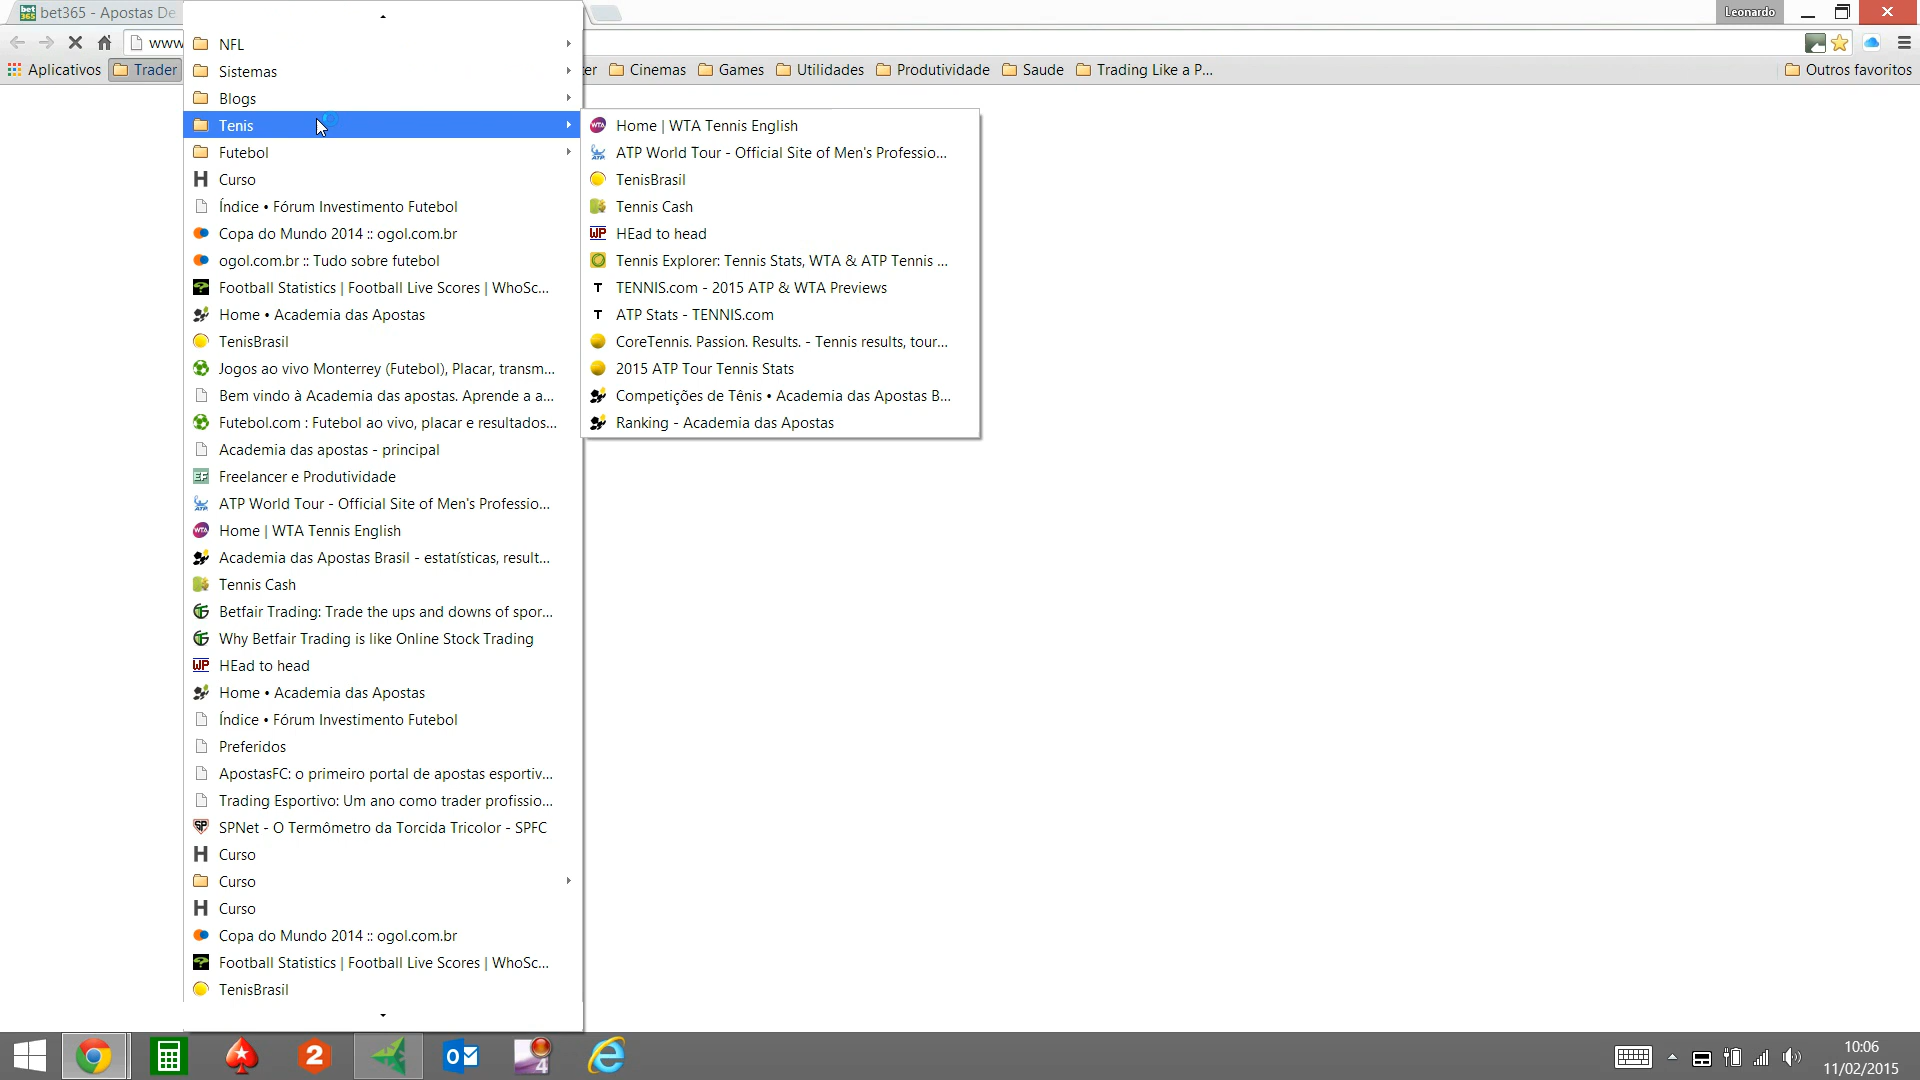 bet365 - Apostas De
Leonardo
www
Aplicativos
Trader
er
Cinemas
Games
Utilidades
Produtividade
Saude
Trading Like a P...
Outros favoritos
NFL
Sistemas
Blogs
Tenis
Futebol
Curso
Índice • Fórum Investimento Futebol
Copa do Mundo 2014 :: ogol.com.br
ogol.com.br :: Tudo sobre futebol
Football Statistics | Football Live Scores | WhoSc...
Home • Academia das Apostas
TenisBrasil
Jogos ao vivo Monterrey (Futebol), Placar, transm...
Bem vindo à Academia das apostas. Aprende a a...
Futebol.com : Futebol ao vivo, placar e resultados...
Academia das apostas - principal
Freelancer e Produtividade
ATP World Tour - Official Site of Men's Professio...
Home | WTA Tennis English
Academia das Apostas Brasil - estatísticas, result...
Tennis Cash
Betfair Trading: Trade the ups and downs of spor...
Why Betfair Trading is like Online Stock Trading
HEad to head
Home • Academia das Apostas
Índice • Fórum Investimento Futebol
Preferidos
ApostasFC: o primeiro portal de apostas esportiv...
Trading Esportivo: Um ano como trader profissio...
SPNet - O Termômetro da Torcida Tricolor - SPFC
Curso
Curso
Curso
Copa do Mundo 2014 :: ogol.com.br
Football Statistics | Football Live Scores | WhoSc...
TenisBrasil
Home | WTA Tennis English
ATP World Tour - Official Site of Men's Professio...
TenisBrasil
Tennis Cash
HEad to head
Tennis Explorer: Tennis Stats, WTA & ATP Tennis ...
TENNIS.com - 2015 ATP & WTA Previews
ATP Stats - TENNIS.com
CoreTennis. Passion. Results. - Tennis results, tour...
2015 ATP Tour Tennis Stats
Competições de Tênis • Academia das Apostas B...
Ranking - Academia das Apostas
10:06
11/02/2015